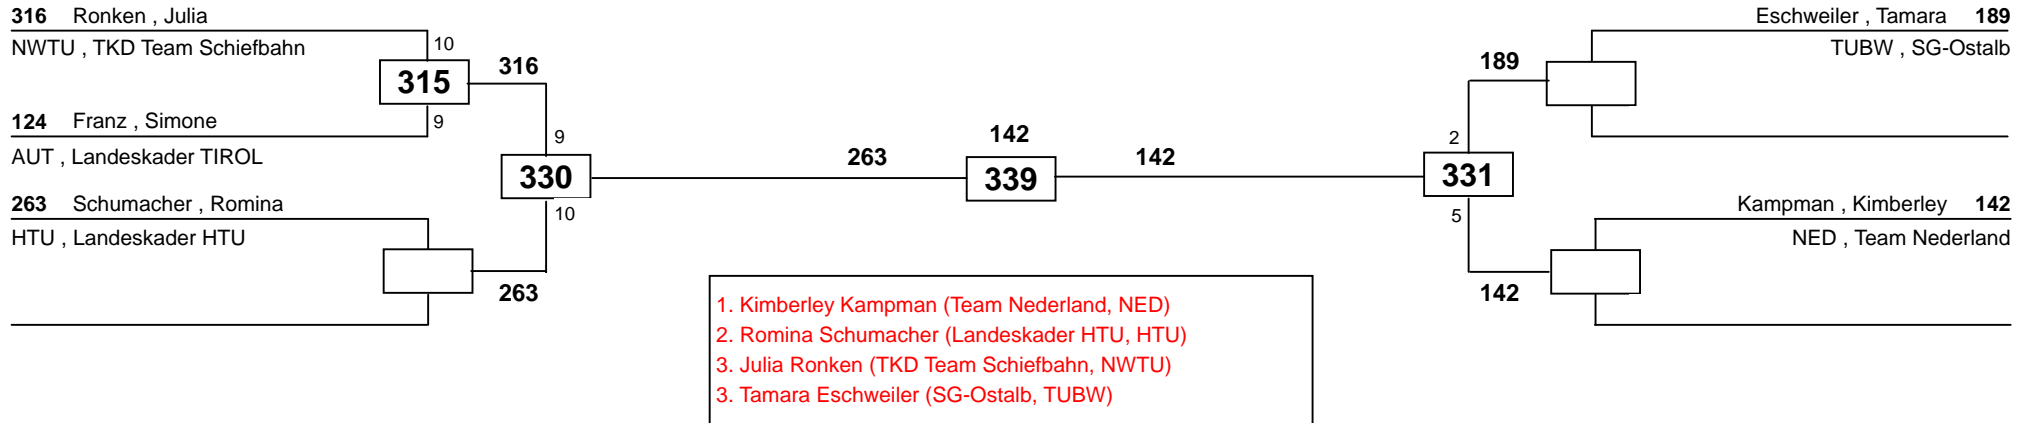 316 Ronken , Julia
NWTU , TKD Team Schiefbahn
10
315
316
9
124 Franz , Simone
AUT , Landeskader TIROL
9
330
10
263 Schumacher , Romina
HTU , Landeskader HTU
263
263
142
339
142
Eschweiler , Tamara 189
TUBW , SG-Ostalb
189
2
331
5
Kampman , Kimberley 142
NED , Team Nederland
142
1. Kimberley Kampman (Team Nederland, NED)
2. Romina Schumacher (Landeskader HTU, HTU)
3. Julia Ronken (TKD Team Schiefbahn, NWTU)
3. Tamara Eschweiler (SG-Ostalb, TUBW)